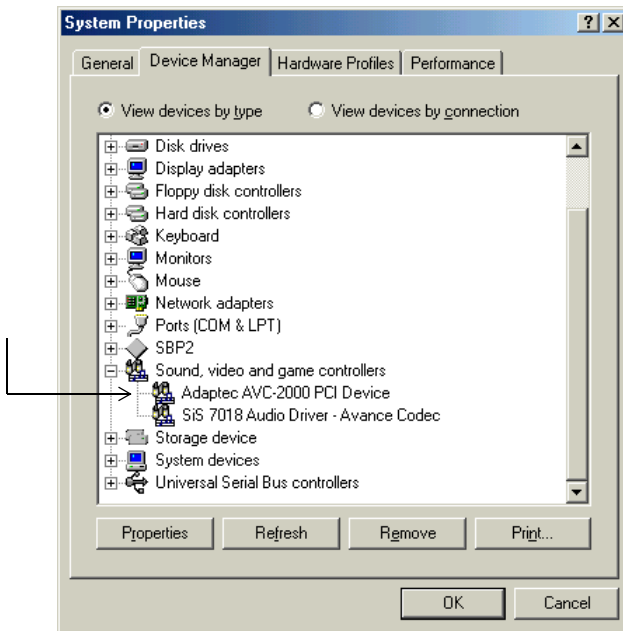 System Properties
General Device Manager Hardware Profiles Performance
View devices by type View devices by connection
Disk drives
Display adapters
Floppy disk controllers
Hard disk controllers
Keyboard
Monitors
Mouse
Network adapters
Ports (COM & LPT)
SBP2
Sound, video and game controllers
Adaptec AVC-2000 PCI Device
SiS 7018 Audio Driver - Avance Codec
Storage device
System devices
Universal Serial Bus controllers
Properties Refresh Remove Print...
OK Cancel